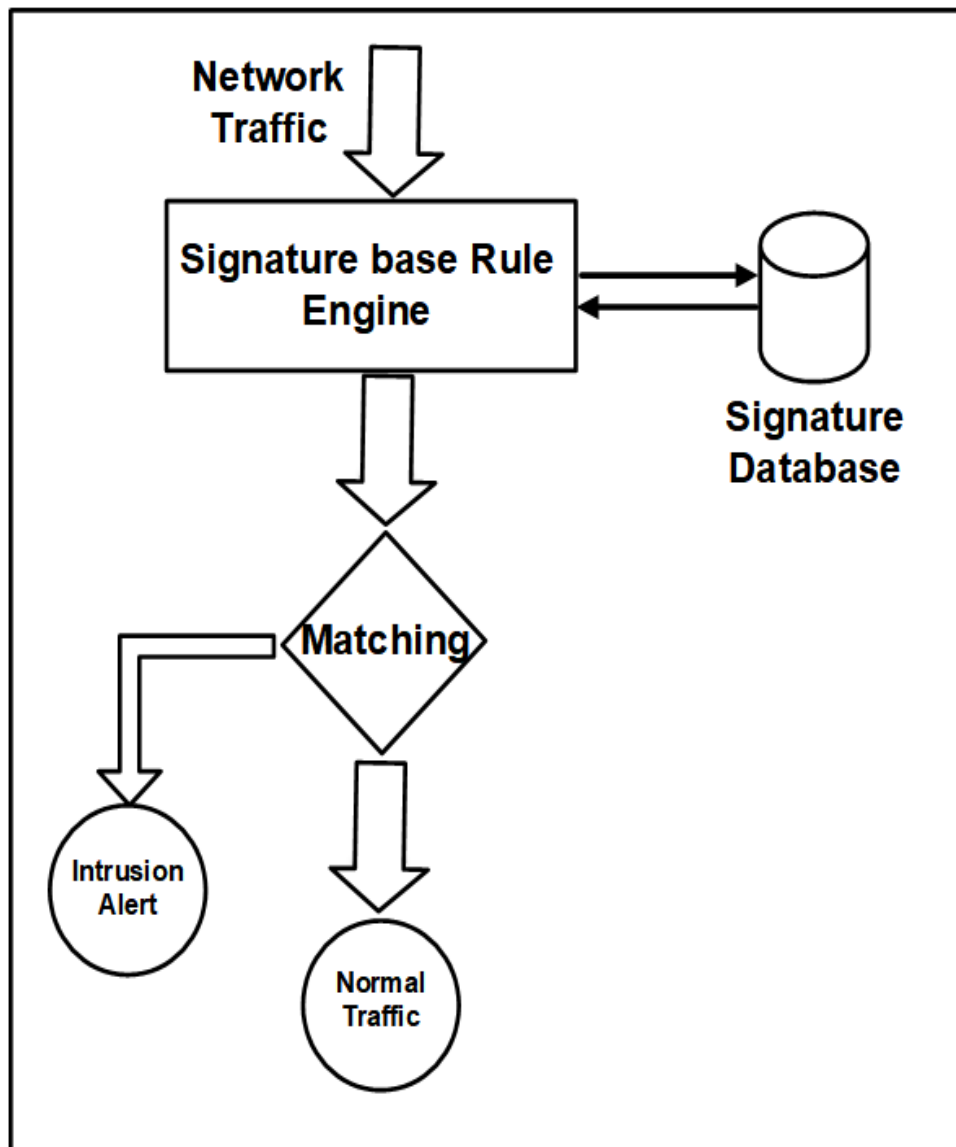 Network
Traffic
Signature base Rule
Engine
Signature
Database
Matching
Intrusion
Alert
Normal
Traffic